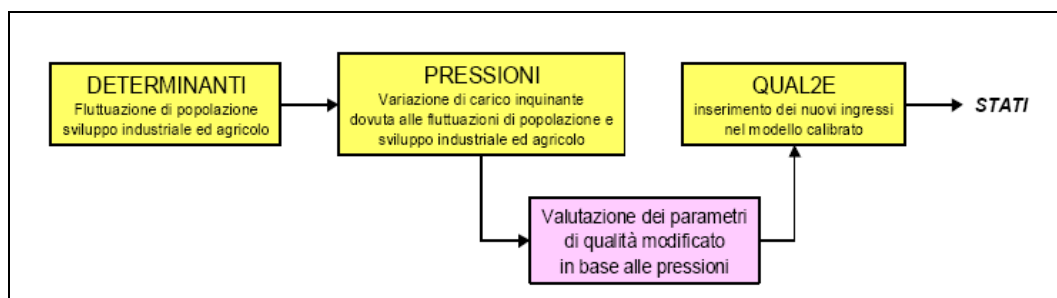 DETERMINANTI
Fluttuazione di popolazione
sviluppo industriale ed agricolo
PRESSIONI
Variazione di carico inquinante
dovuta alle fluttuazioni di popolazione e
sviluppo industriale ed agricolo
QUAL2E
inserimento dei nuovi ingressi
nel modello calibrato
STATI
Valutazione dei parametri
di qualità modificato
in base alle pressioni